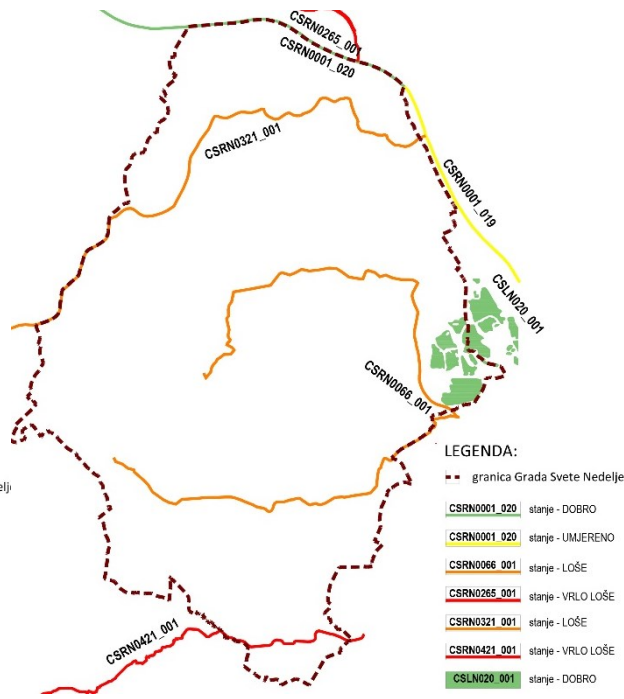 CSRN0265_001
CSRN0001_020
CSRN0321_001
CSRN0001_019
CSLN020_001
CSRN0066_001
CSRN0421_001
LEGENDA:
granica Grada Svete Nedelje
CSRN0001_020 stanje - DOBRO
CSRN0001_020 stanje - UMJERENO
CSRN0066_001 stanje - LOŠE
CSRN0265_001 stanje - VRLO LOŠE
CSRN0321_001 stanje - LOŠE
CSRN0421_001 stanje - VRLO LOŠE
CSLN020_001 stanje - DOBRO